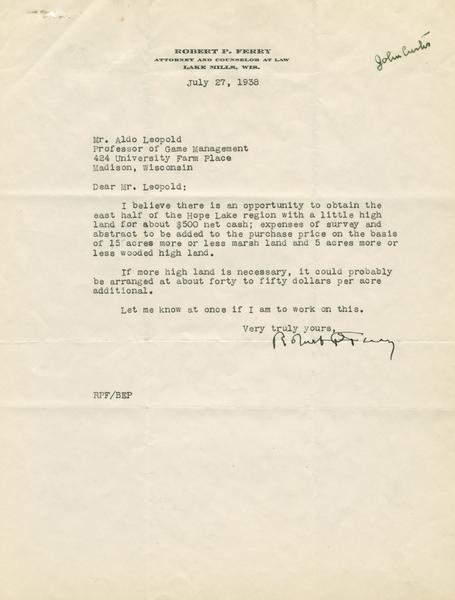 ROBERT P. FERRY
ATTORNEY AND COUNSELOR AT LAW
LAKE MILLS, WIS.
John Curtis
July 27, 1938
Mr. Aldo Leopold
Professor of Game Management
424 University Farm Place
Madison, Wisconsin
Dear Mr. Leopold:
I believe there is an opportunity to obtain the
east half of the Hope Lake region with a little high
land for about $500 net cash; expenses of survey and
abstract to be added to the purchase price on the basis
of 15 acres more or less marsh land and 5 acres more or
less wooded high land.
If more high land is necessary, it could probably
be arranged at about forty to fifty dollars per acre
additional.
Let me know at once if I am to work on this.
Very truly yours,
Robert P. Ferry
RPF/BEP